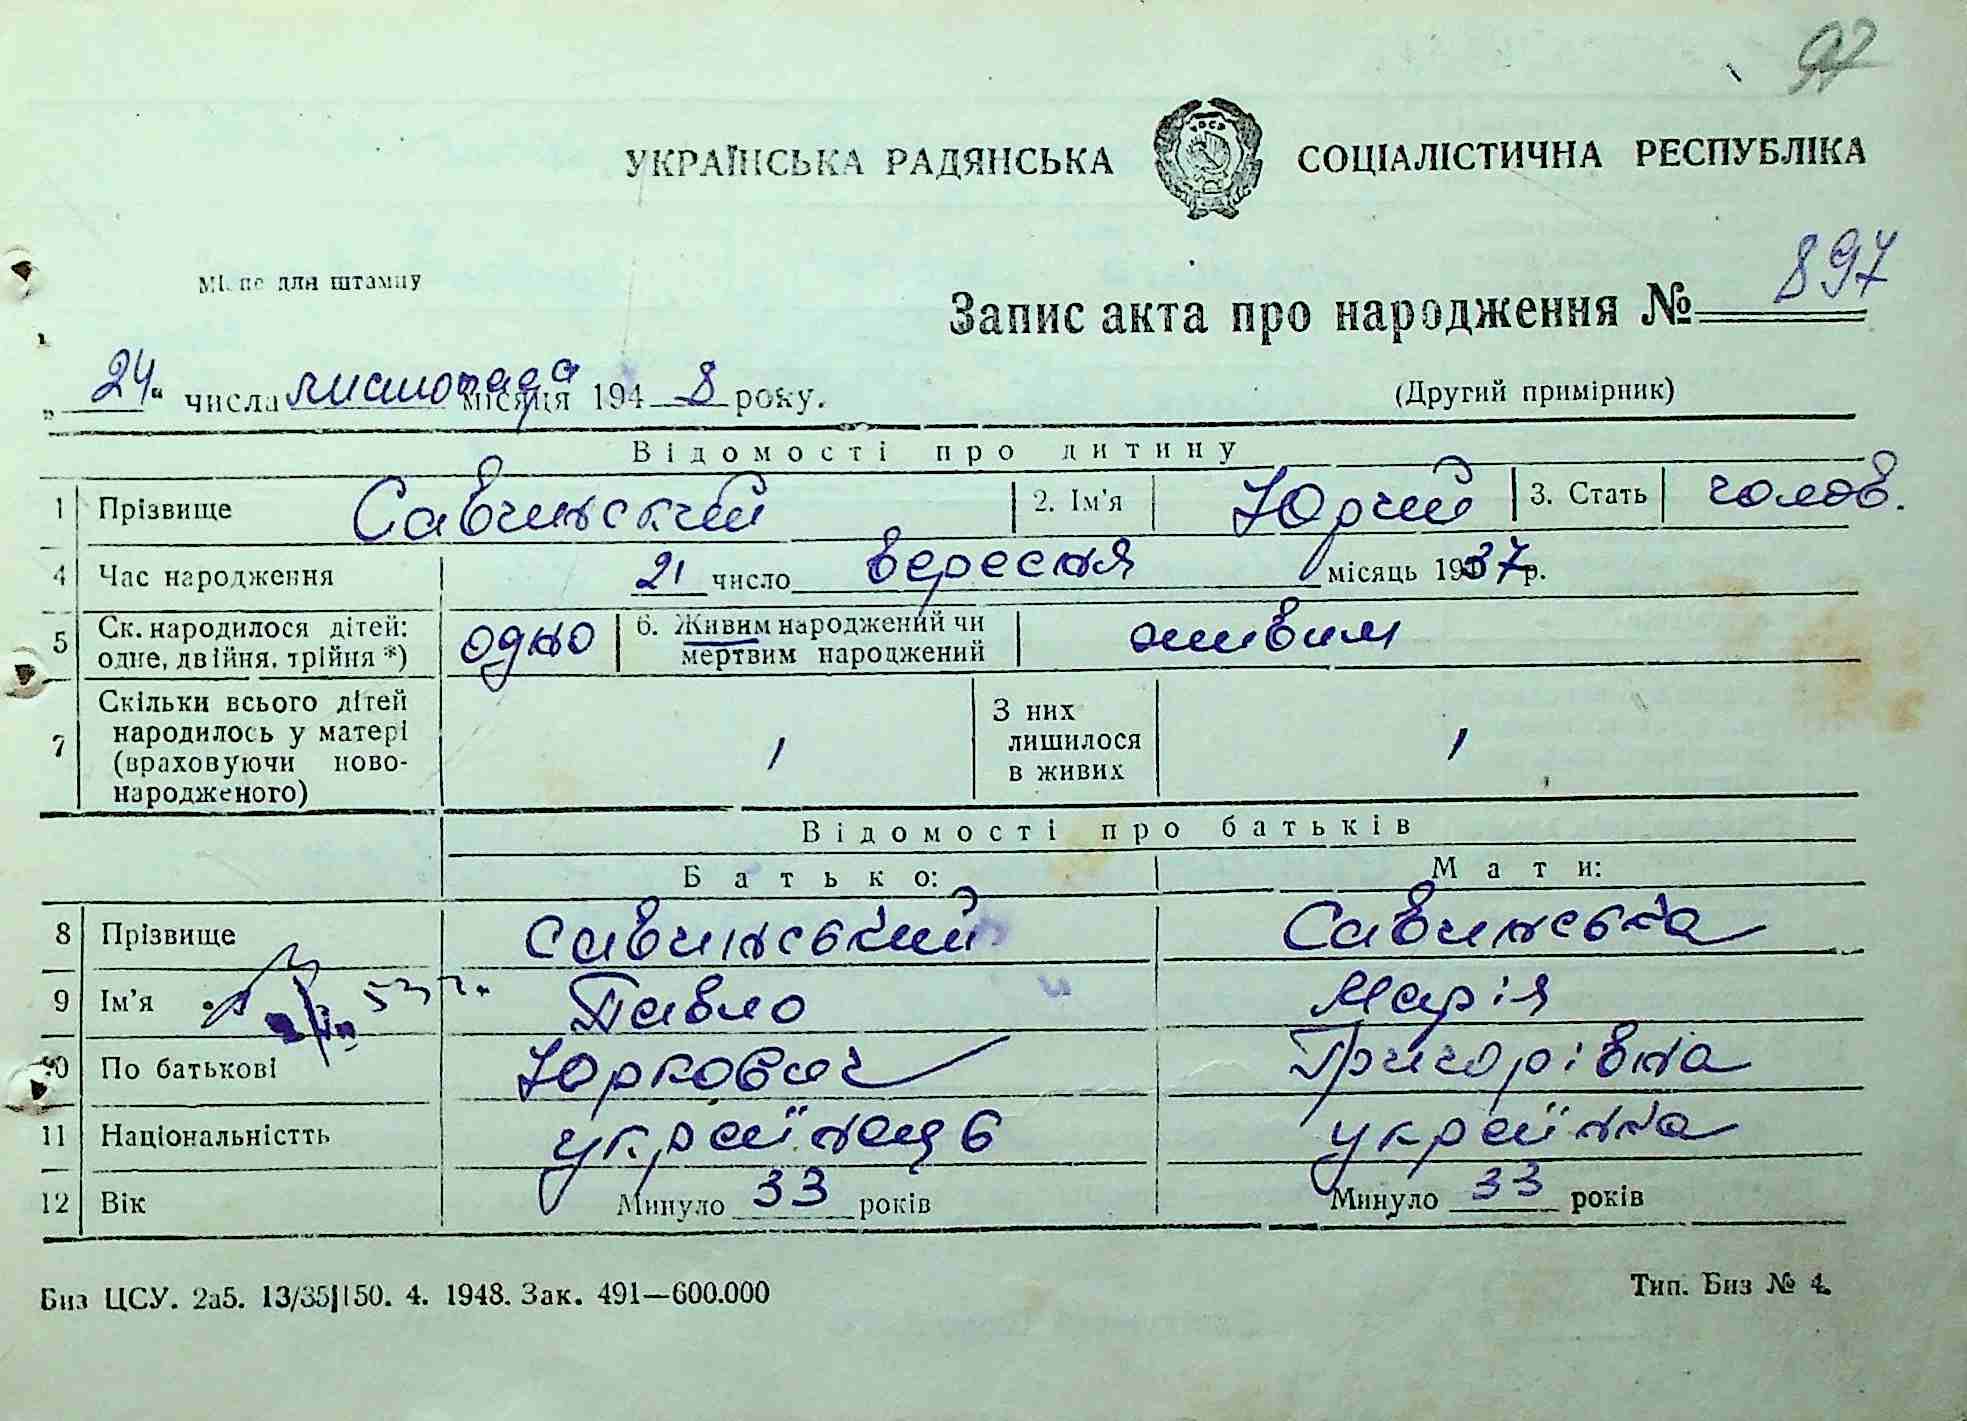 92
УКРАЇНСЬКА РАДЯНСЬКА СОЦІАЛІСТИЧНА РЕСПУБЛІКА
Місце для штампу
Запис акта про народження № 897
„24“ числа листопада місяця 1948 року.
(Другий примірник)
Відомості про дитину
1 Прізвище Савчинский 2. Ім'я Юрий 3. Стать чолов.
4 Час народження 21 число вересня місяць 1937 р.
5 Ск. народилося дітей: одне, двійня, трійня *) одно 6. Живим народжений чи мертвим народжений живим
7 Скільки всього дітей народилось у матері (враховуючи ново-народженого) 1 З них лишилося в живих 1
Відомості про батьків
Батько: Мати:
8 Прізвище Савинський Савинська
9 Ім'я Павло Марія
10 По батькові Юркович Григорівна
11 Національністть українець українка
12 Вік Минуло 33 років Минуло 33 років
Биз ЦСУ. 2а5. 13/35|150. 4. 1948. Зак. 491—600.000 Тип. Биз № 4.